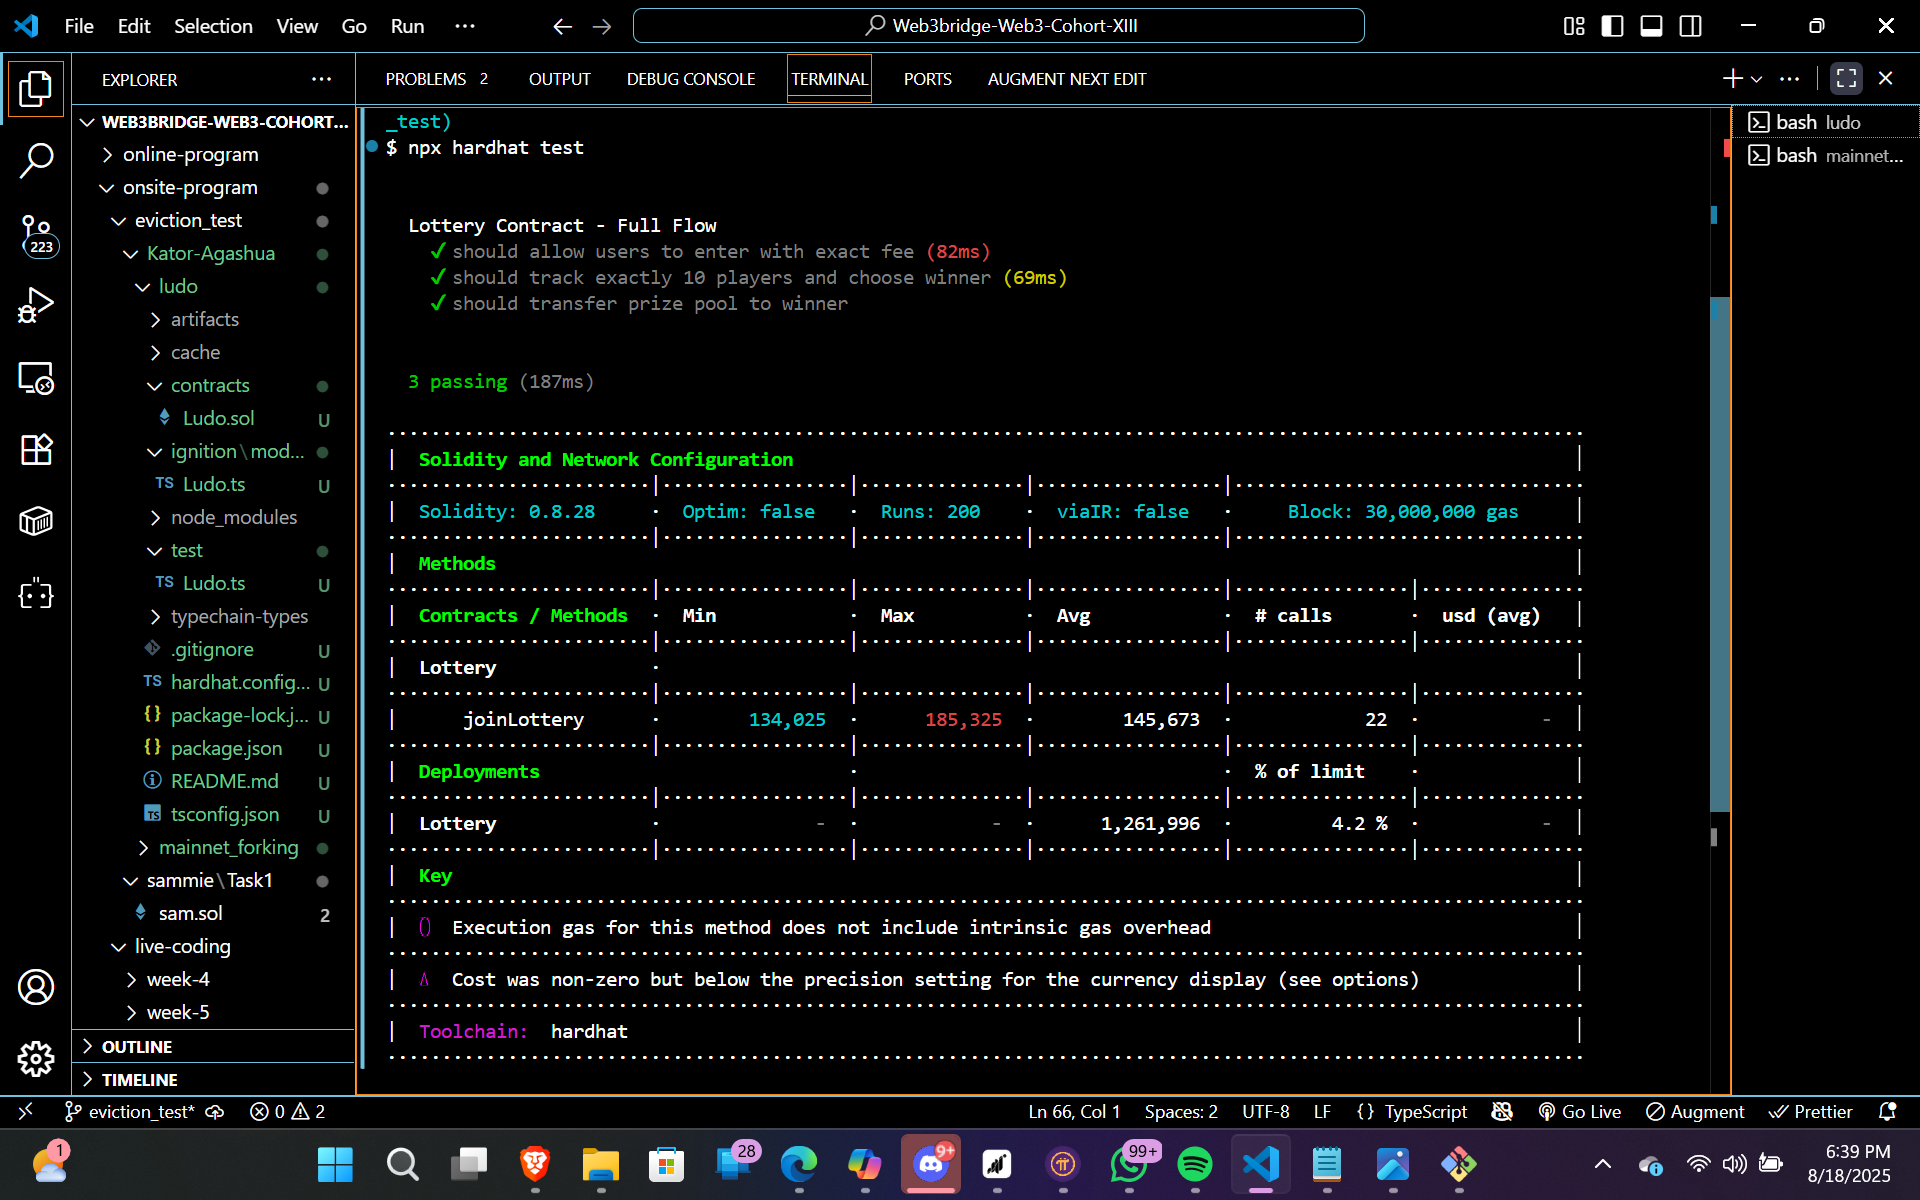 File Edit Selection View Go Run ··· Web3bridge-Web3-Cohort-XIII
EXPLORER ···
WEB3BRIDGE-WEB3-COHORT...
online-program
onsite-program
eviction_test
Kator-Agashua
ludo
artifacts
cache
contracts
Ludo.sol U
ignition\mod...
TS Ludo.ts U
node_modules
test
TS Ludo.ts U
typechain-types
.gitignore U
TS hardhat.config... U
{} package-lock.j... U
{} package.json U
README.md U
TS tsconfig.json U
mainnet_forking
sammie\Task1
sam.sol 2
live-coding
week-4
week-5
OUTLINE
TIMELINE
223
PROBLEMS 2 OUTPUT DEBUG CONSOLE TERMINAL PORTS AUGMENT NEXT EDIT
_test)
$ npx hardhat test
Lottery Contract - Full Flow
✓ should allow users to enter with exact fee (82ms)
✓ should track exactly 10 players and choose winner (69ms)
✓ should transfer prize pool to winner
3 passing (187ms)
| Solidity and Network Configuration |
| Solidity: 0.8.28 · Optim: false · Runs: 200 · viaIR: false · Block: 30,000,000 gas |
| Methods |
| Contracts / Methods · Min · Max · Avg · # calls · usd (avg) |
| Lottery · |
| joinLottery · 134,025 · 185,325 · 145,673 · 22 · - |
| Deployments · · % of limit · |
| Lottery · - · - · 1,261,996 · 4.2 % · - |
| Key |
| () Execution gas for this method does not include intrinsic gas overhead |
| Δ Cost was non-zero but below the precision setting for the currency display (see options) |
| Toolchain: hardhat |
bash ludo
bash mainnet...
eviction_test* 0 2 Ln 66, Col 1 Spaces: 2 UTF-8 LF {} TypeScript Go Live Augment Prettier
1 28 9+ 99+
6:39 PM
8/18/2025